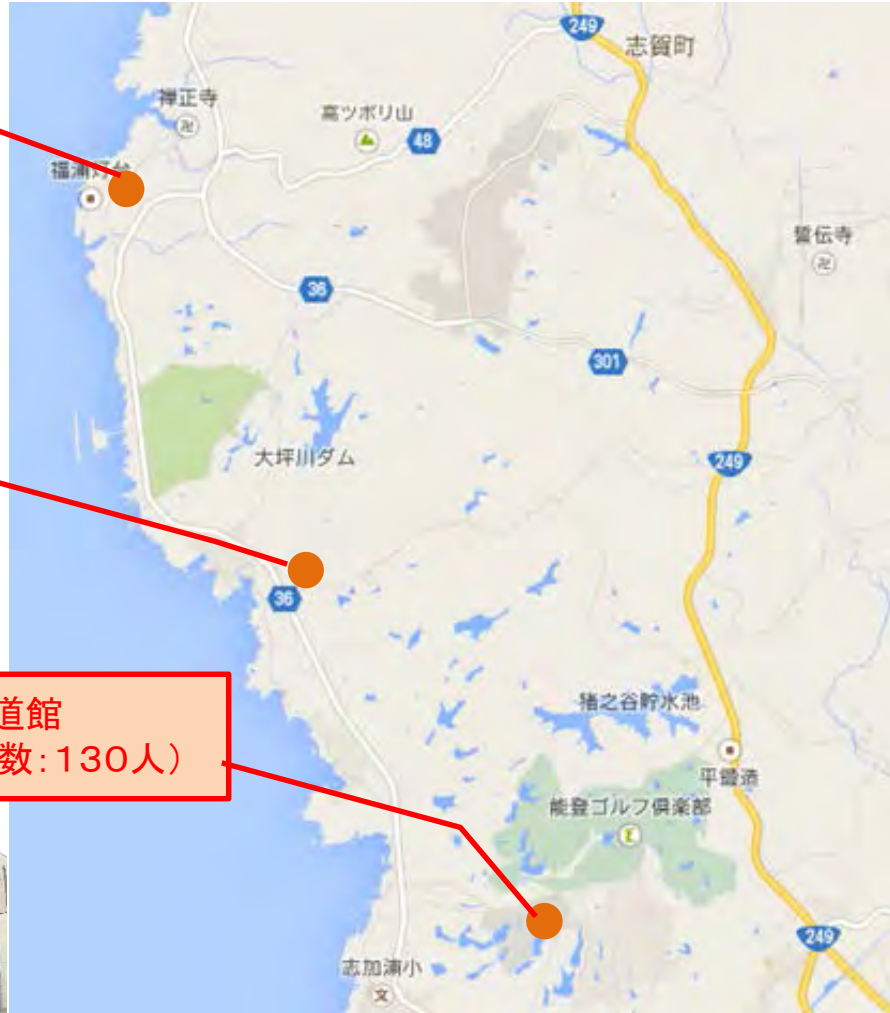 249
志賀町
禅正寺
高ツボリ山
48
福浦灯台
誓伝寺
36
301
大坪川ダム
249
36
道館
数：１３０人）
猪之谷貯水池
平鍛造
能登ゴルフ倶楽部
249
志加浦小
文